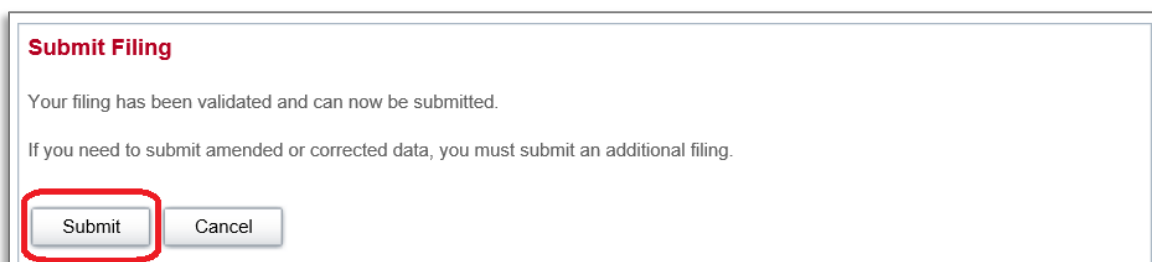 Submit Filing
Your filing has been validated and can now be submitted.
If you need to submit amended or corrected data, you must submit an additional filing.
Submit Cancel